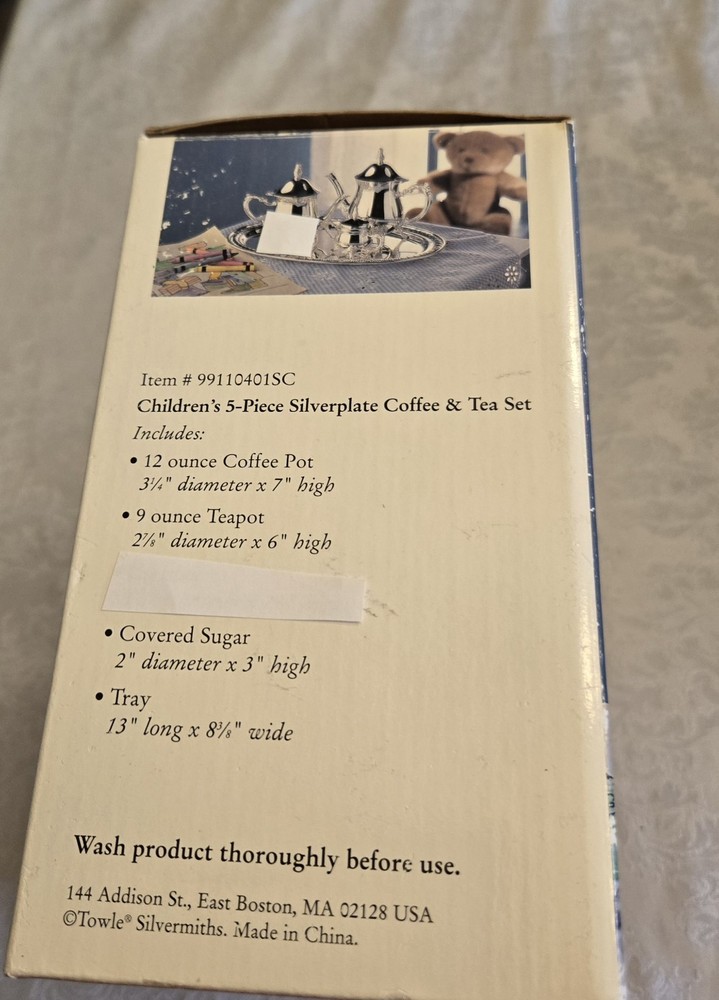 Item # 99110401SC
Children's 5-Piece Silverplate Coffee & Tea Set
Includes:
• 12 ounce Coffee Pot
3¼" diameter x 7" high
• 9 ounce Teapot
2⅞" diameter x 6" high
• Covered Sugar
2" diameter x 3" high
• Tray
13" long x 8⅜" wide
Wash product thoroughly before use.
144 Addison St., East Boston, MA 02128 USA
©Towle® Silvermiths. Made in China.